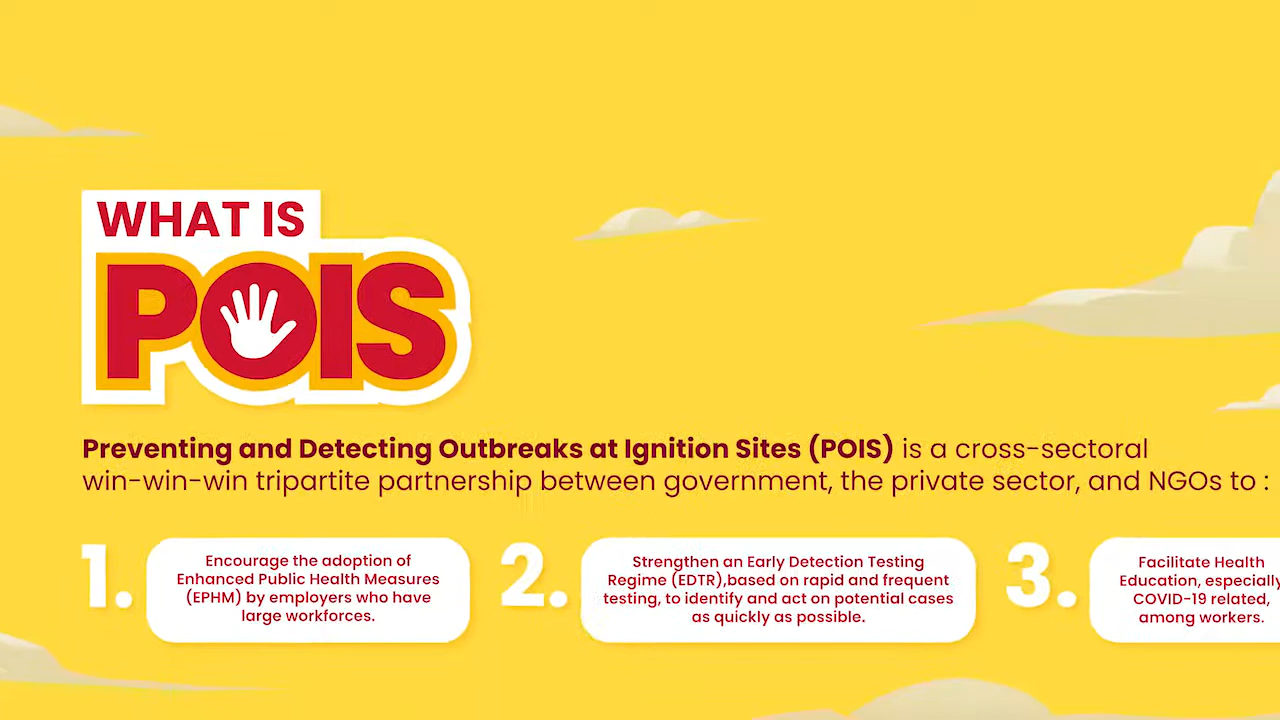 WHAT IS
POIS
Preventing and Detecting Outbreaks at Ignition Sites (POIS) is a cross-sectoral
win-win-win tripartite partnership between government, the private sector, and NGOs to :
1.
Encourage the adoption of
Enhanced Public Health Measures
(EPHM) by employers who have
large workforces.
2.
Strengthen an Early Detection Testing
Regime (EDTR),based on rapid and frequent
testing, to identify and act on potential cases
as quickly as possible.
3.
Facilitate Health
Education, especially
COVID-19 related,
among workers.